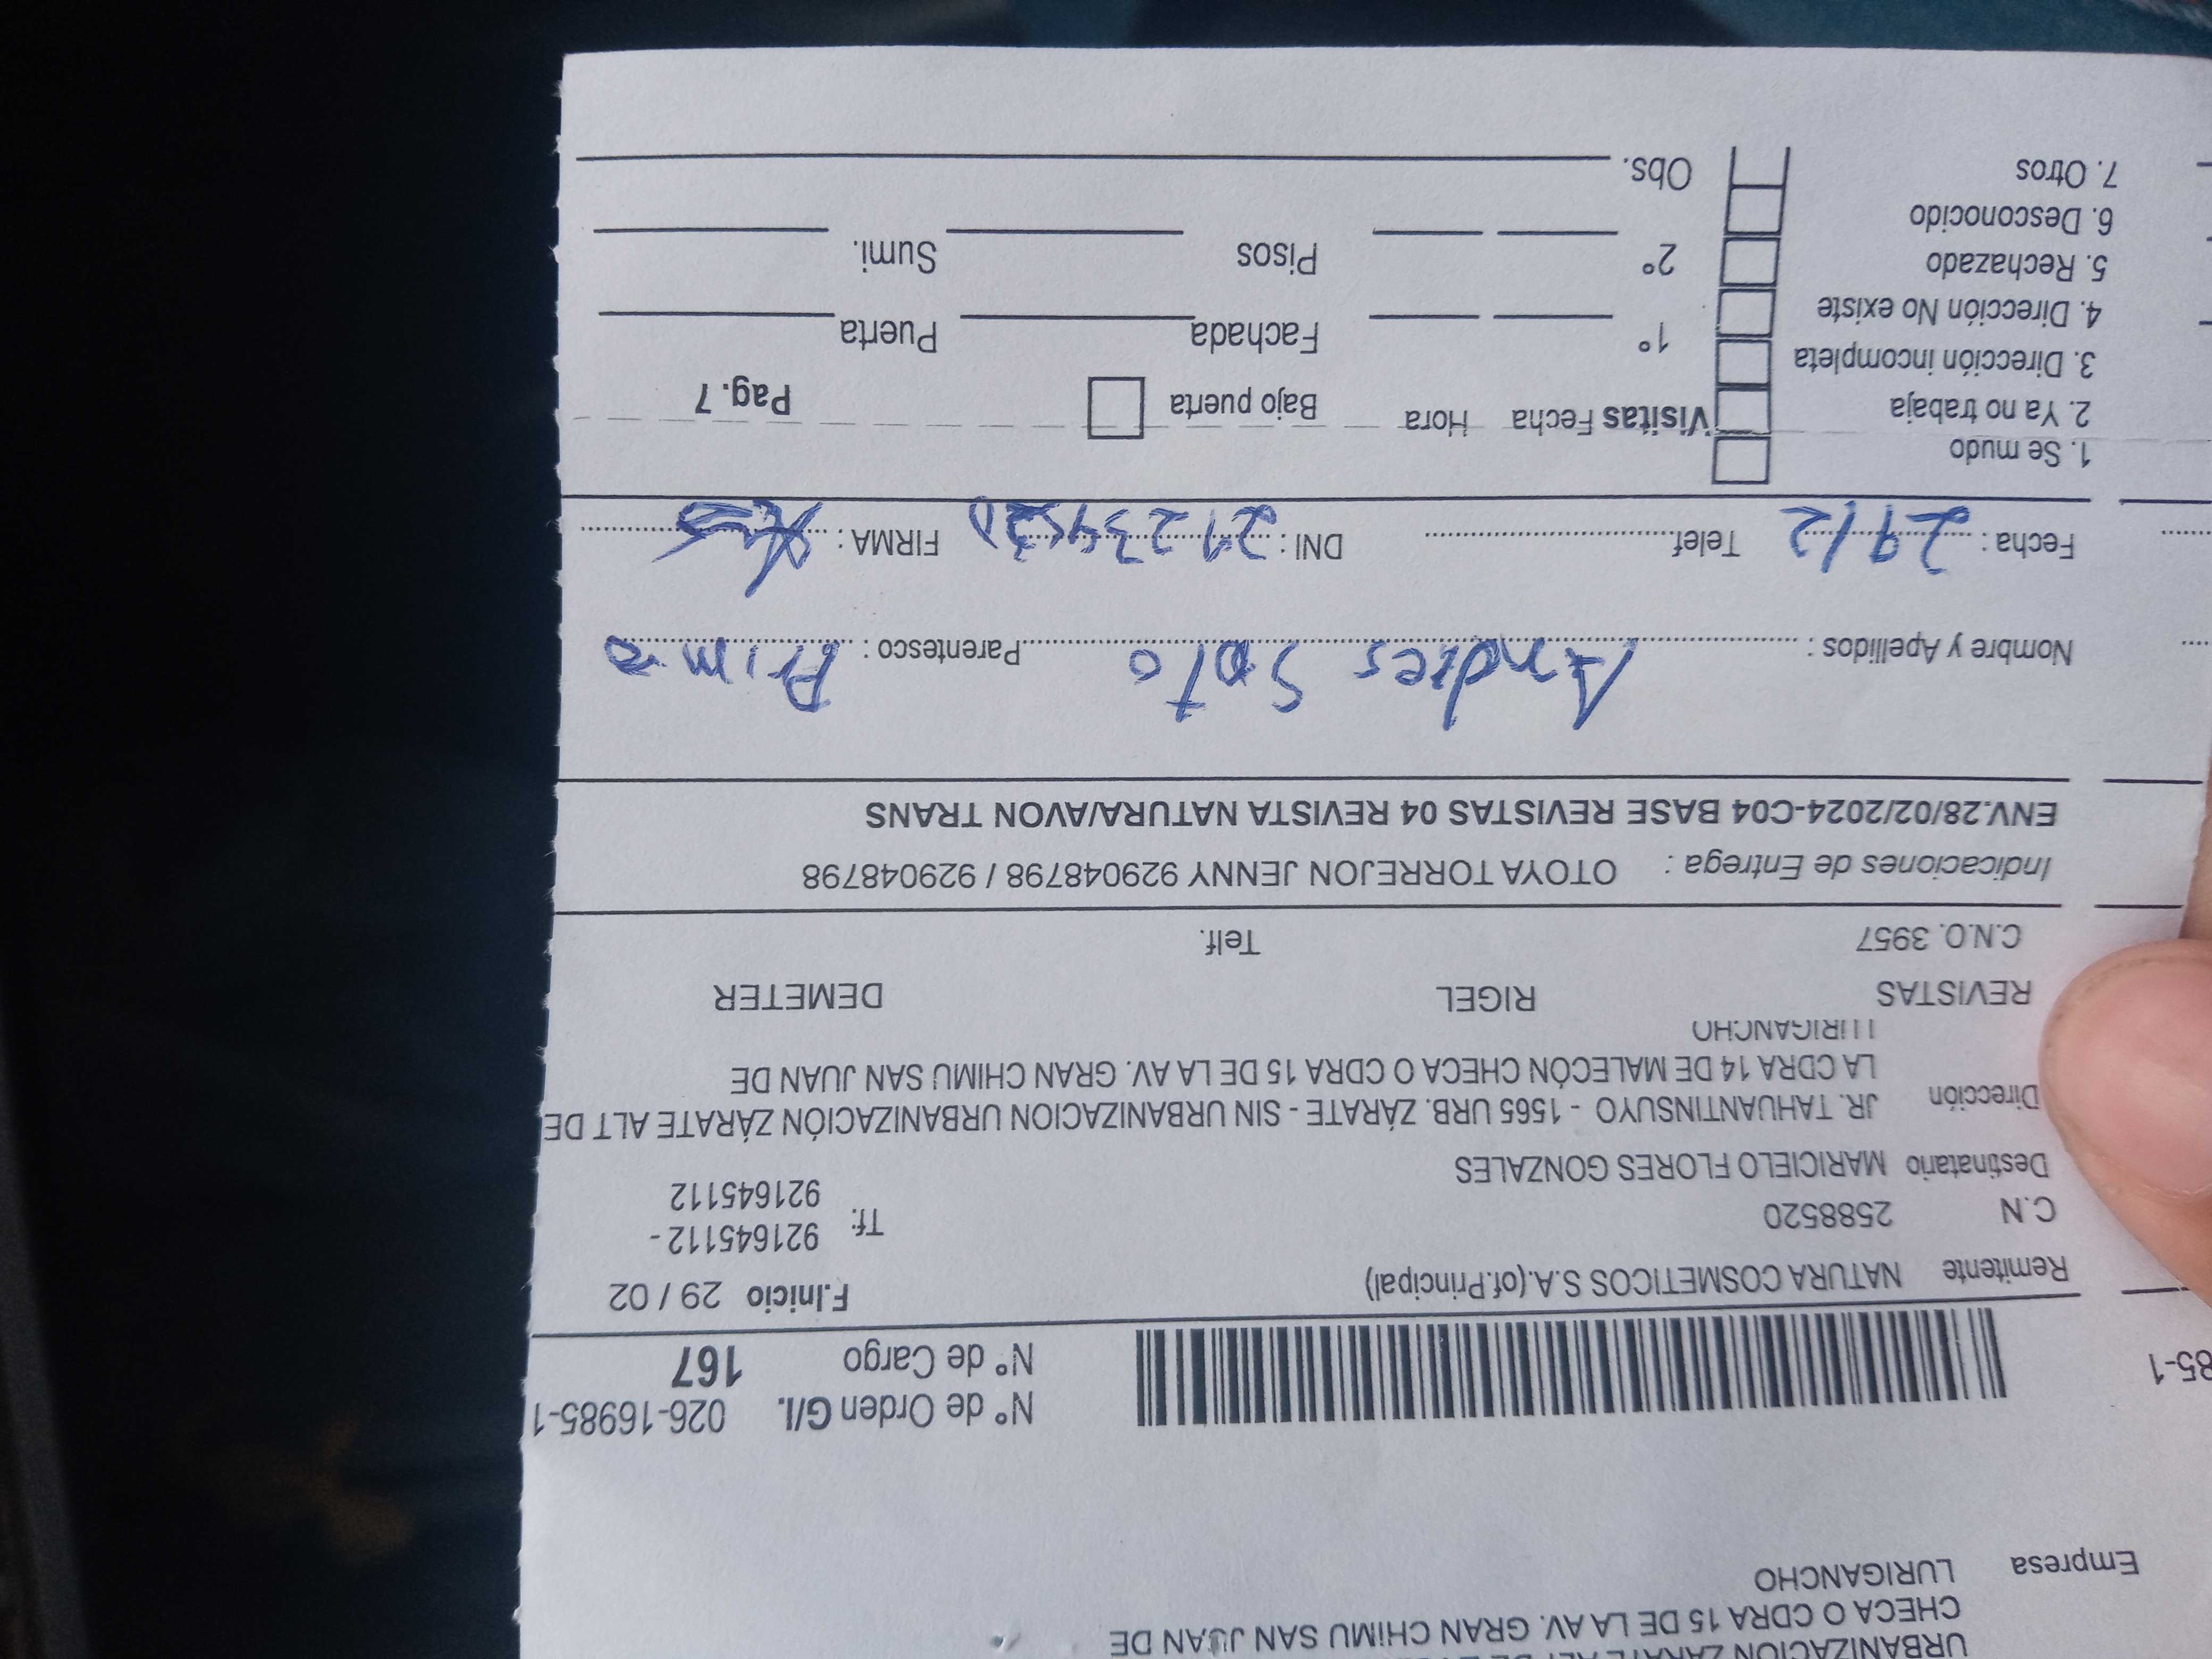 URBANIZACION ZARATE ALT DE
CHECA O CDRA 15 DE LA AV. GRAN CHIMU SAN JUAN DE
LURIGANCHO
Empresa
85-1
Nº de Orden G/I. 026-16985-1
Nº de Cargo 167
Remitente NATURA COSMETICOS S.A.(of.Principal) F.Inicio 29 / 02
C.N 2588520 Tf: 921645112 -
921645112
Destinatario MARICIELO FLORES GONZALES
Dirección JR. TAHUANTINSUYO - 1565 URB. ZÁRATE - SIN URBANIZACION URBANIZACIÓN ZÁRATE ALT DE
LA CDRA 14 DE MALECÓN CHECA O CDRA 15 DE LA AV. GRAN CHIMU SAN JUAN DE
LURIGANCHO
REVISTAS RIGEL DEMETER
C.N.O. 3957 Telf.
Indicaciones de Entrega : OTOYA TORREJON JENNY 929048798 / 929048798
ENV.28/02/2024-C04 BASE REVISTAS 04 REVISTA NATURA/AVON TRANS
Nombre y Apellidos : Andres Soto Parentesco : Primo
Fecha : 29/2 Telef. DNI : FIRMA :
1. Se mudo
2. Ya no trabaja Visitas Fecha Hora Bajo puerta Pag. 7
3. Dirección incompleta 1° Fachada Puerta
4. Dirección No existe
5. Rechazado 2° Pisos Sumi.
6. Desconocido
7. Otros Obs.